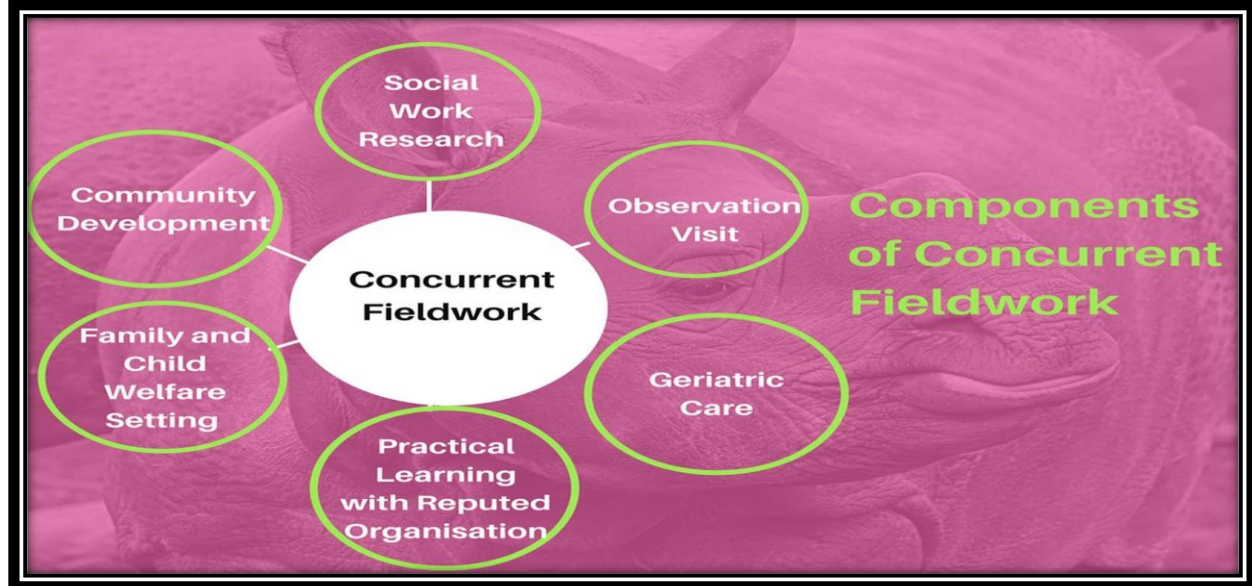 Social
Work
Research
Community
Development
Observation
Visit
Components
of Concurrent
Fieldwork
Concurrent
Fieldwork
Family and
Child
Welfare
Setting
Geriatric
Care
Practical
Learning
with Reputed
Organisation